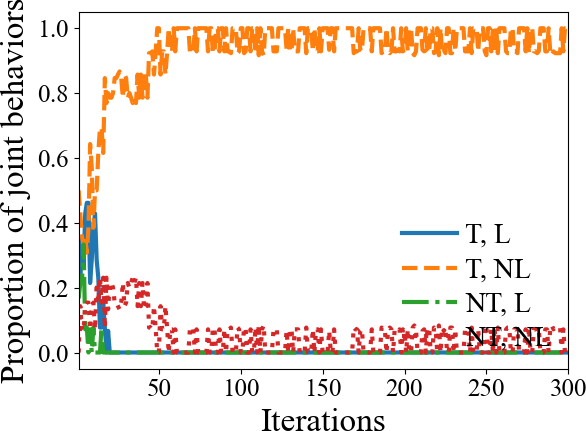 Proportion of joint behaviors
1.0
0.8
0.6
0.4
0.2
0.0
T, L
T, NL
NT, L
NT, NL
50
100
150
200
250
300
Iterations